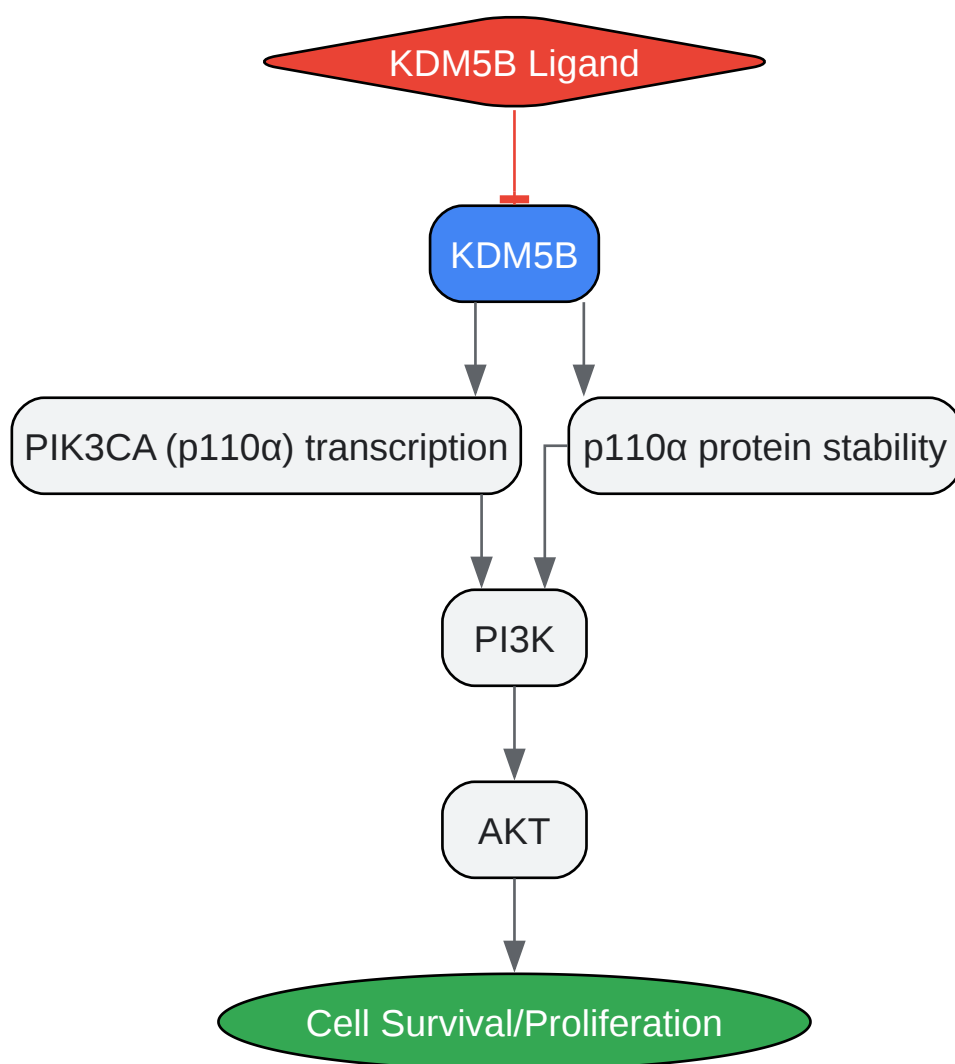 KDM5B Ligand
KDM5B
PIK3CA (p110α) transcription
p110α protein stability
PI3K
AKT
Cell Survival/Proliferation